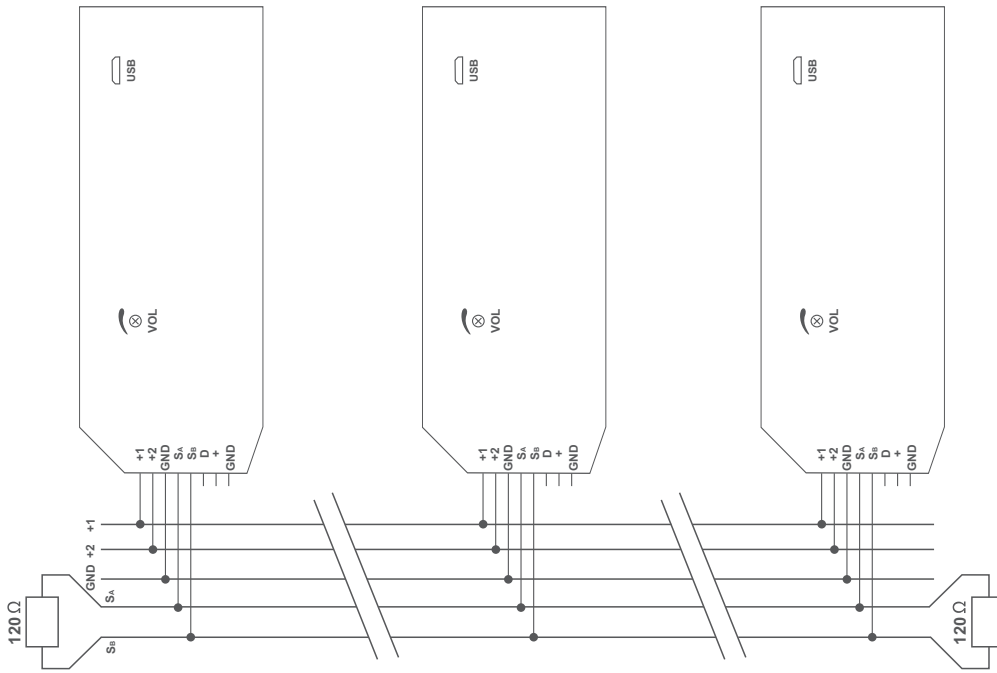 USB
VOL
+1
+2
GND
SA
SB
D
+
GND
USB
VOL
+1
+2
GND
SA
SB
D
+
GND
USB
VOL
+1
+2
GND
SA
SB
D
+
GND
+1
+2
GND
SA
SB
120 Ω
120 Ω